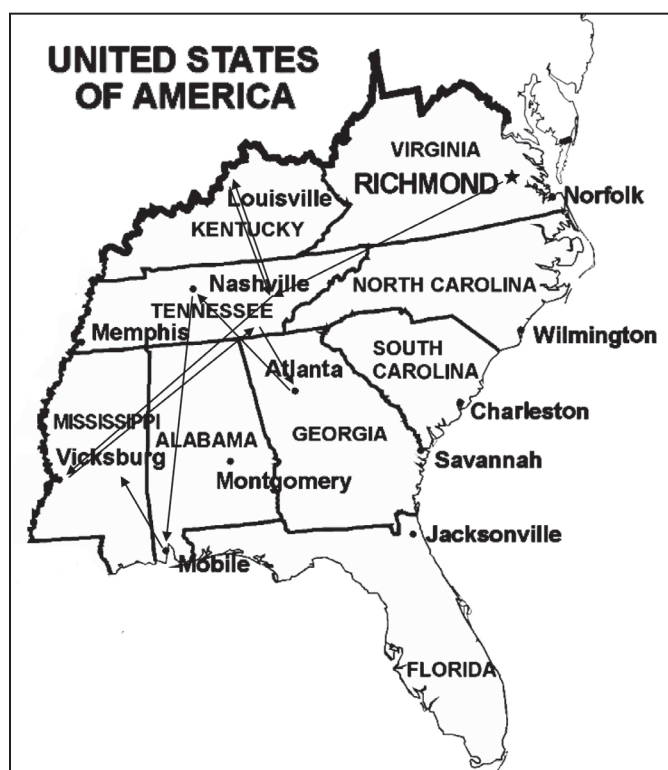 UNITED STATES
OF AMERICA
VIRGINIA
RICHMOND
Norfolk
Louisville
KENTUCKY
Nashville
NORTH CAROLINA
TENNESSEE
Memphis
Wilmington
SOUTH
CAROLINA
Atlanta
Charleston
MISSISSIPPI
ALABAMA
GEORGIA
Vicksburg
Savannah
Montgomery
Jacksonville
Mobile
FLORIDA